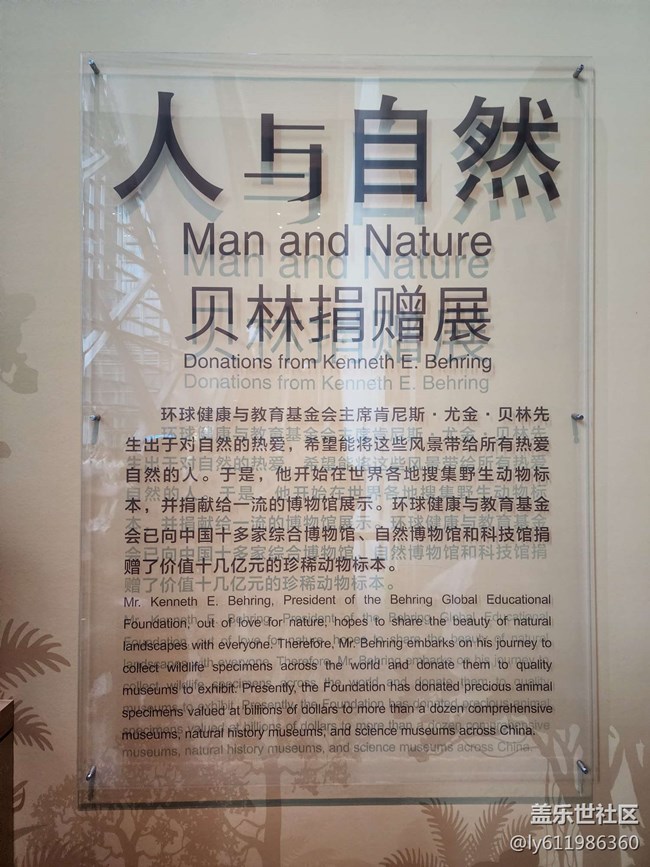 人与自然
Man and Nature
贝林捐赠展
Donations from Kenneth E. Behring
环球健康与教育基金会主席肯尼斯·尤金·贝林先
生出于对自然的热爱，希望能将这些风景带给所有热爱
自然的人。于是，他开始在世界各地搜集野生动物标
本，并捐献给一流的博物馆展示。环球健康与教育基金
会已向中国十多家综合博物馆、自然博物馆和科技馆捐
赠了价值十几亿元的珍稀动物标本。
Mr. Kenneth E. Behring, President of the Behring Global Educational
Foundation, out of love for nature, hopes to share the beauty of natural
landscapes with everyone. Therefore, Mr. Behring embarks on his journey to
collect wildlife specimens across the world and donate them to quality
museums to exhibit. Presently, the Foundation has donated precious animal
specimens valued at billions of dollars to more than a dozen comprehensive
museums, natural history museums, and science museums across China.
盖乐世社区
@ly611986360